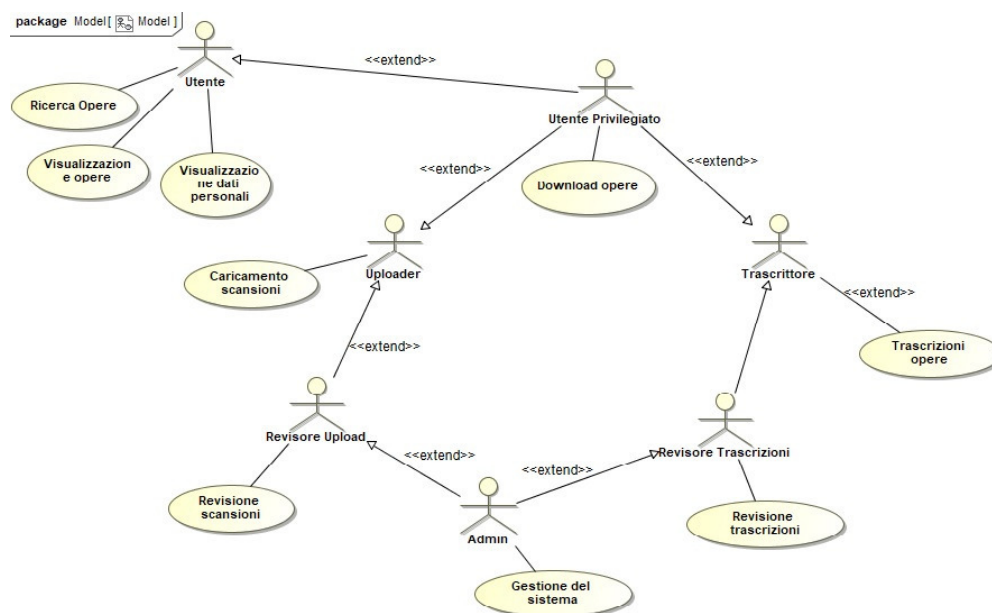 package Model [ Model ]
Utente
<<extend>>
Utente Privilegiato
Ricerca Opere
Visualizzazion
e opere
Visualizzazio
ne dati
personali
<<extend>>
Download opere
<<extend>>
Uploader
Trascrittore
Caricamento
scansioni
<<extend>>
Trascrizioni
opere
<<extend>>
Revisore Upload
Revisore Trascrizioni
<<extend>>
<<extend>>
Revisione
scansioni
Admin
Revisione
trascrizioni
Gestione del
sistema